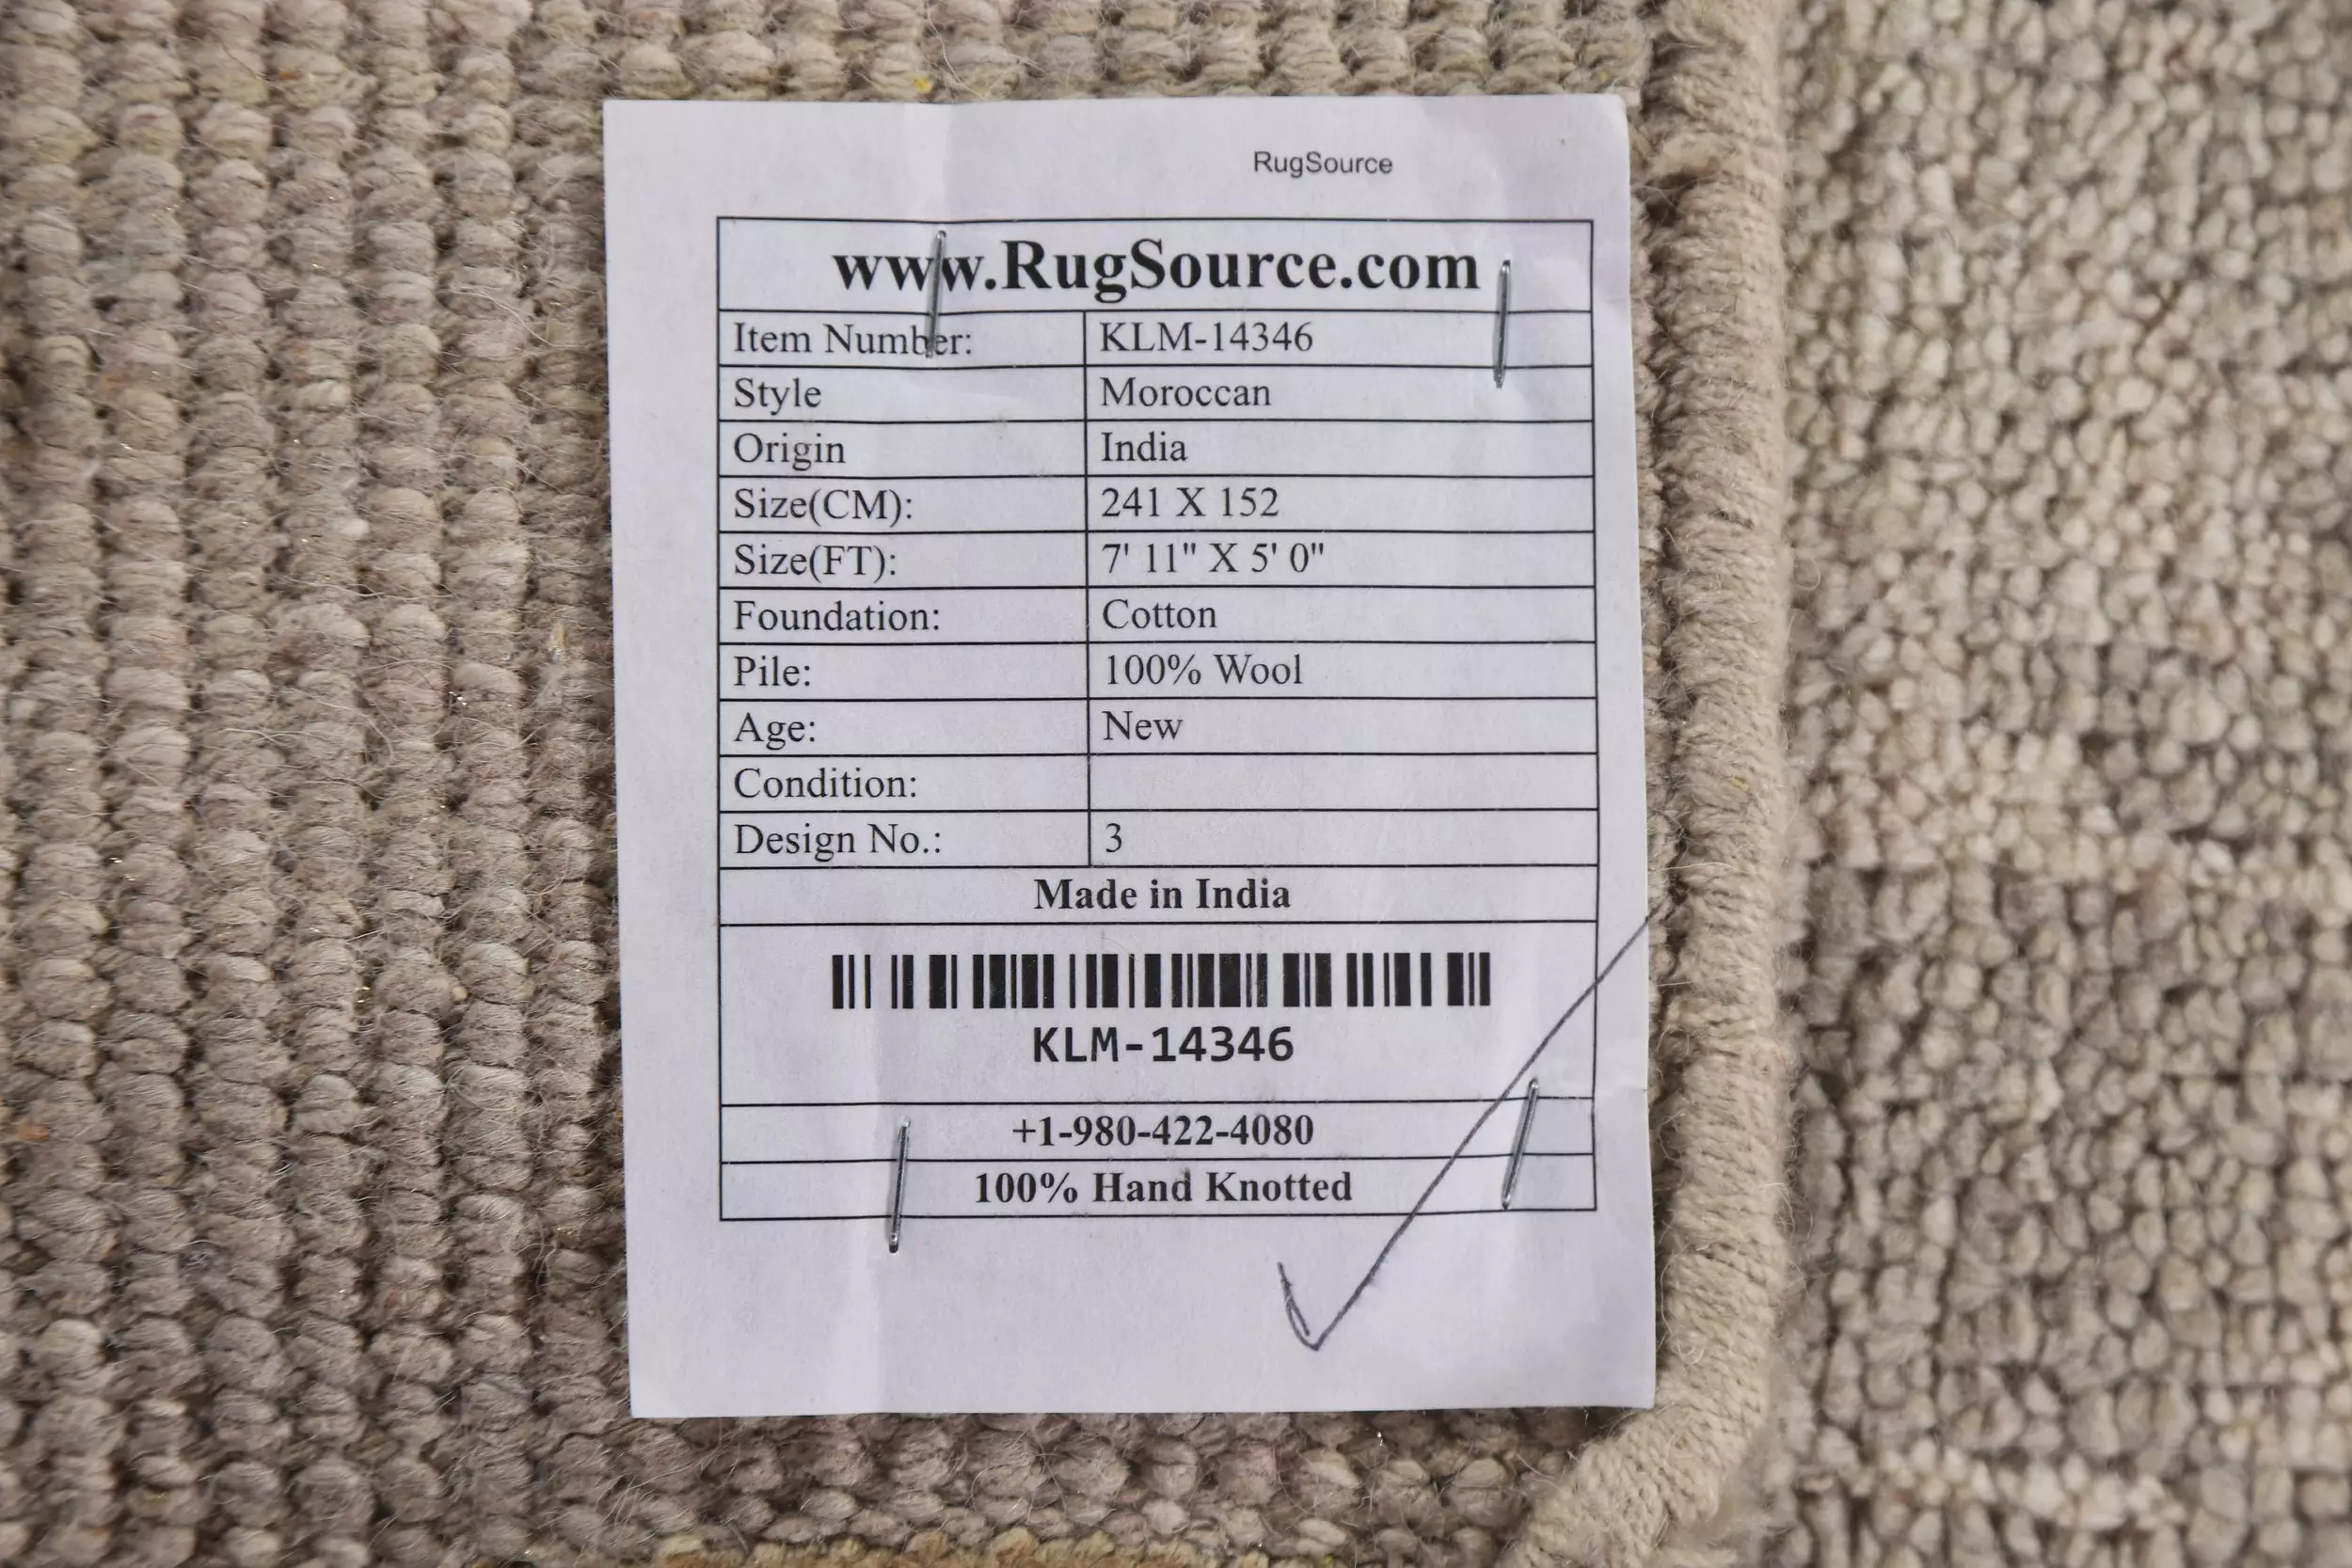 RugSource
www.RugSource.com
Item Number: KLM-14346
Style Moroccan
Origin India
Size(CM): 241 X 152
Size(FT): 7' 11" X 5' 0"
Foundation: Cotton
Pile: 100% Wool
Age: New
Condition:
Design No.: 3
Made in India
KLM-14346
+1-980-422-4080
100% Hand Knotted